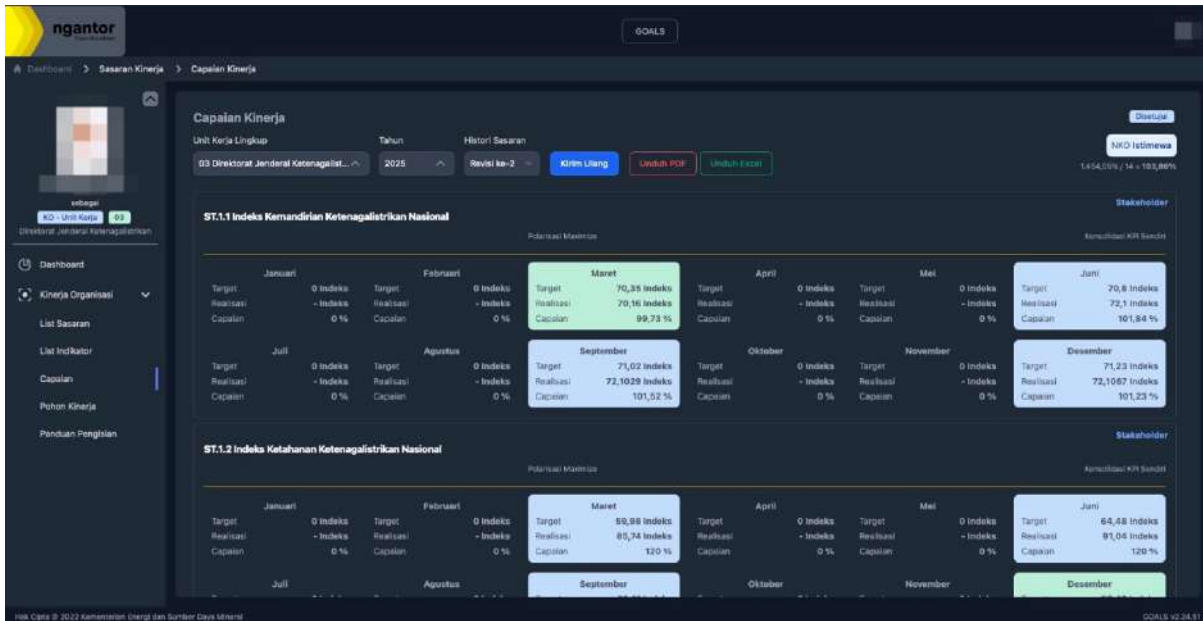 ngantor
GOALS
Dashboard > Sasaran Kinerja > Capaian Kinerja
Capaian Kinerja
Disetujui
Unit Kerja Lingkup Tahun Histori Sasaran
NKO Istimewa
03 Direktorat Jenderal Ketenagalist... 2025 Revisi ke-2 Kirim Ulang Unduh PDF Unduh Excel
/ 14 = 103,86%
sebagai
KO - Unit Kerja 03
Direktorat Jenderal Ketenagalistrikan
Dashboard
Kinerja Organisasi
List Sasaran
List Indikator
Capaian
Pohon Kinerja
Panduan Pengisian
Stakeholder
ST.1.1 Indeks Kemandirian Ketenagalistrikan Nasional
Polarisasi Maximize Konsolidasi KPI Sendiri
Januari Februari Maret April Mei Juni
Target 0 Indeks Target 0 Indeks Target 70,35 Indeks Target 0 Indeks Target 0 Indeks Target 70,8 Indeks
Realisasi - Indeks Realisasi - Indeks Realisasi 70,16 Indeks Realisasi - Indeks Realisasi - Indeks Realisasi 72,1 Indeks
Capaian 0 % Capaian 0 % Capaian 99,73 % Capaian 0 % Capaian 0 % Capaian 101,84 %
Juli Agustus September Oktober November Desember
Target 0 Indeks Target 0 Indeks Target 71,02 Indeks Target 0 Indeks Target 0 Indeks Target 71,23 Indeks
Realisasi - Indeks Realisasi - Indeks Realisasi 72,1029 Indeks Realisasi - Indeks Realisasi - Indeks Realisasi 72,1067 Indeks
Capaian 0 % Capaian 0 % Capaian 101,52 % Capaian 0 % Capaian 0 % Capaian 101,23 %
Stakeholder
ST.1.2 Indeks Ketahanan Ketenagalistrikan Nasional
Polarisasi Maximize Konsolidasi KPI Sendiri
Januari Februari Maret April Mei Juni
Target 0 Indeks Target 0 Indeks Target 59,98 Indeks Target 0 Indeks Target 0 Indeks Target 64,48 Indeks
Realisasi - Indeks Realisasi - Indeks Realisasi 85,74 Indeks Realisasi - Indeks Realisasi - Indeks Realisasi 91,04 Indeks
Capaian 0 % Capaian 0 % Capaian 120 % Capaian 0 % Capaian 0 % Capaian 120 %
Juli Agustus September Oktober November Desember
Hak Cipta © 2022 Kementerian Energi dan Sumber Daya Mineral